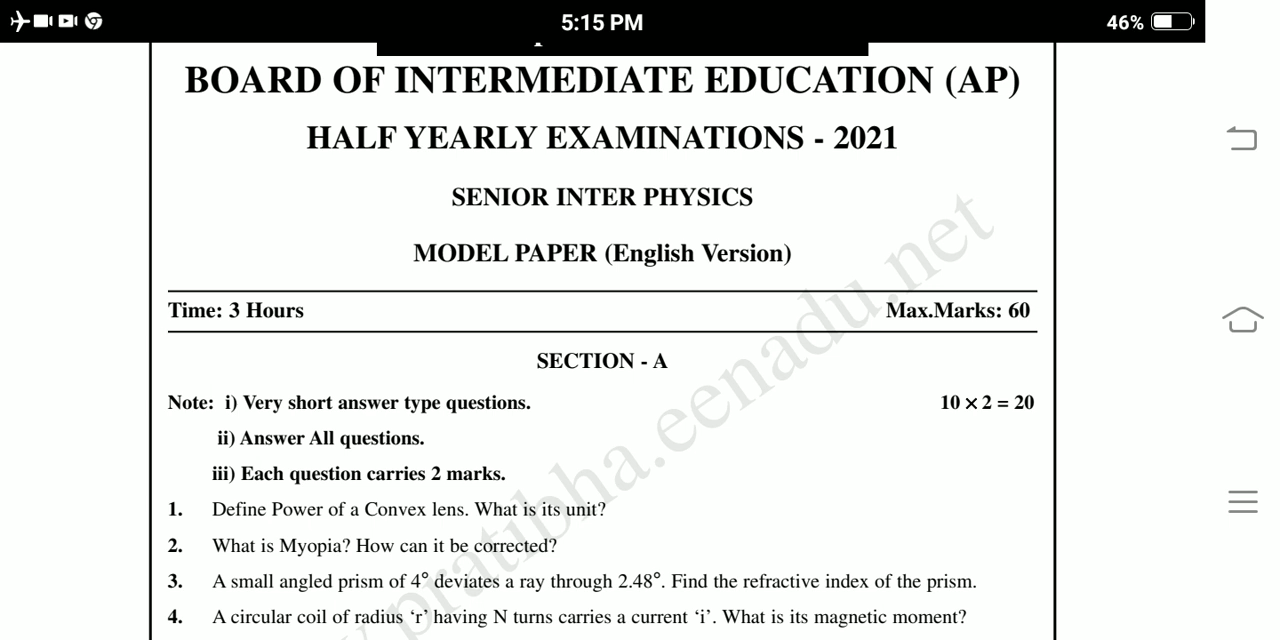 5:15 PM
46%
BOARD OF INTERMEDIATE EDUCATION (AP)
HALF YEARLY EXAMINATIONS - 2021
SENIOR INTER PHYSICS
MODEL PAPER (English Version)
Time: 3 Hours Max.Marks: 60
SECTION - A
Note: i) Very short answer type questions. 10 × 2 = 20
ii) Answer All questions.
iii) Each question carries 2 marks.
1. Define Power of a Convex lens. What is its unit?
2. What is Myopia? How can it be corrected?
3. A small angled prism of 4° deviates a ray through 2.48°. Find the refractive index of the prism.
4. A circular coil of radius ‘r’ having N turns carries a current ‘i’. What is its magnetic moment?
pratibha.eenadu.net